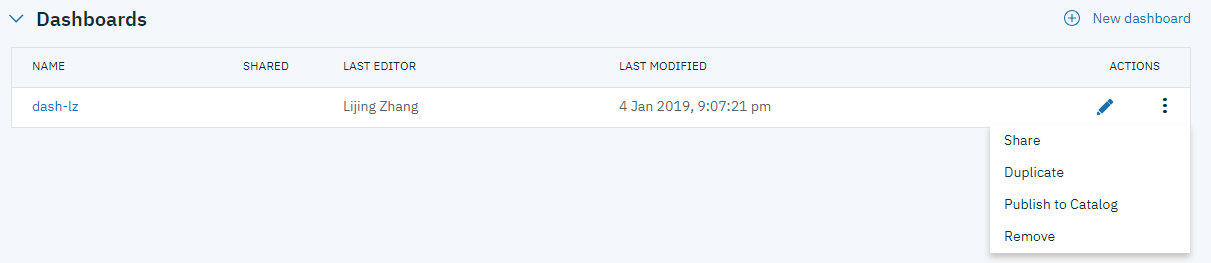 Dashboards New dashboard
NAME SHARED LAST EDITOR LAST MODIFIED ACTIONS
dash-lz Lijing Zhang 4 Jan 2019, 9:07:21 pm
Share
Duplicate
Publish to Catalog
Remove